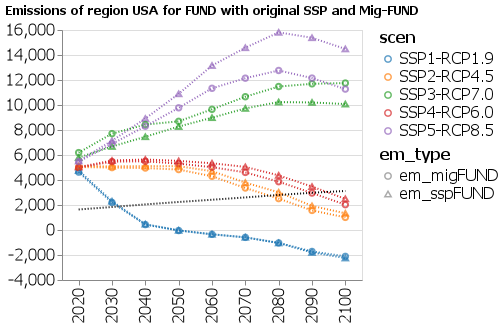 Emissions of region USA for FUND with original SSP and Mig-FUND
16,000
14,000
12,000
10,000
8,000
6,000
4,000
2,000
0
-2,000
-4,000
2020
2030
2040
2050
2060
2070
2080
2090
2100
scen
SSP1-RCP1.9
SSP2-RCP4.5
SSP3-RCP7.0
SSP4-RCP6.0
SSP5-RCP8.5
em_type
em_migFUND
em_sspFUND